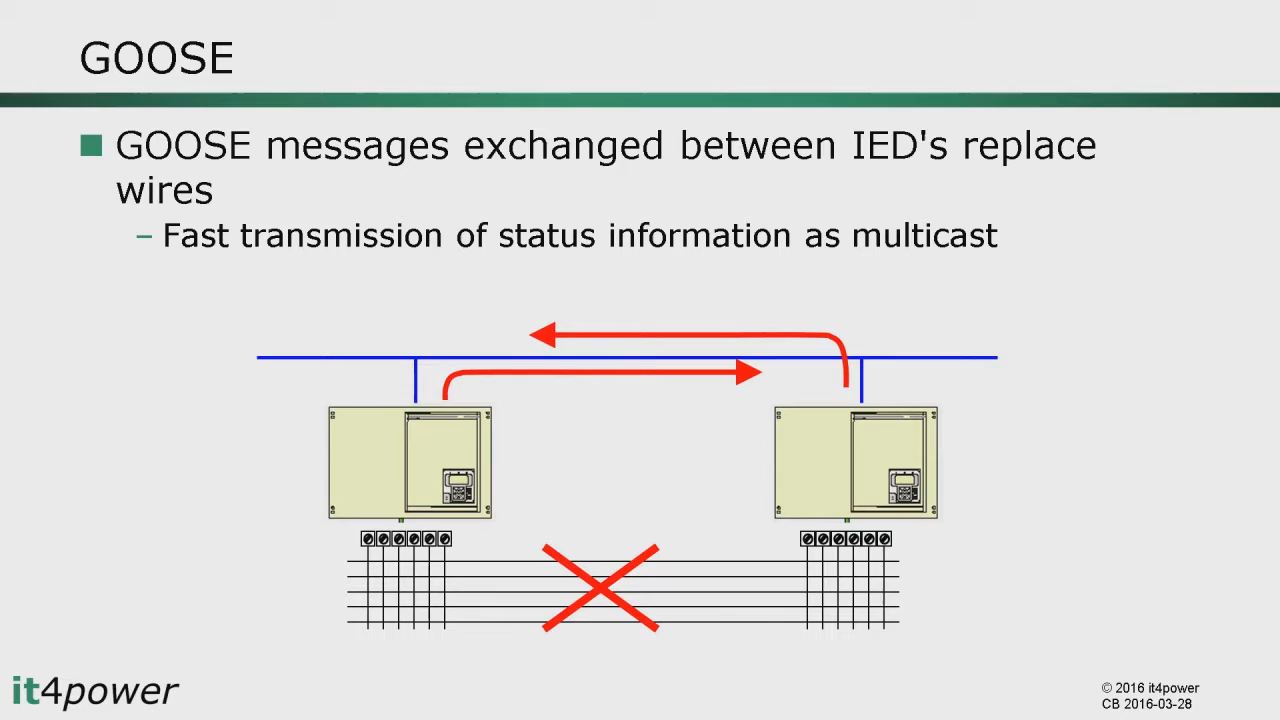 GOOSE
GOOSE messages exchanged between IED's replace
wires
– Fast transmission of status information as multicast
it4power
© 2016 it4power
CB 2016-03-28